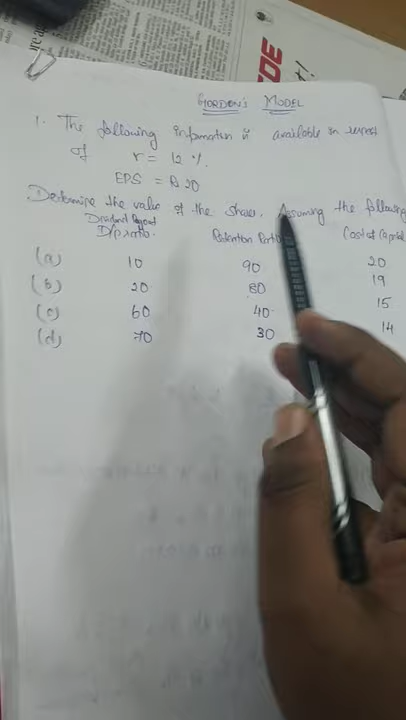 GORDON'S MODEL
1. The following information is available in respect
of r = 12 %.
EPS = Rs 20
Determine the value of the shares. Assuming the following
Dividend Payout
D/P ratio. Retention Ratio Cost of Capital
(a) 10 90 20
(b) 20 80 19
(c) 60 40 15
(d) 70 30 14